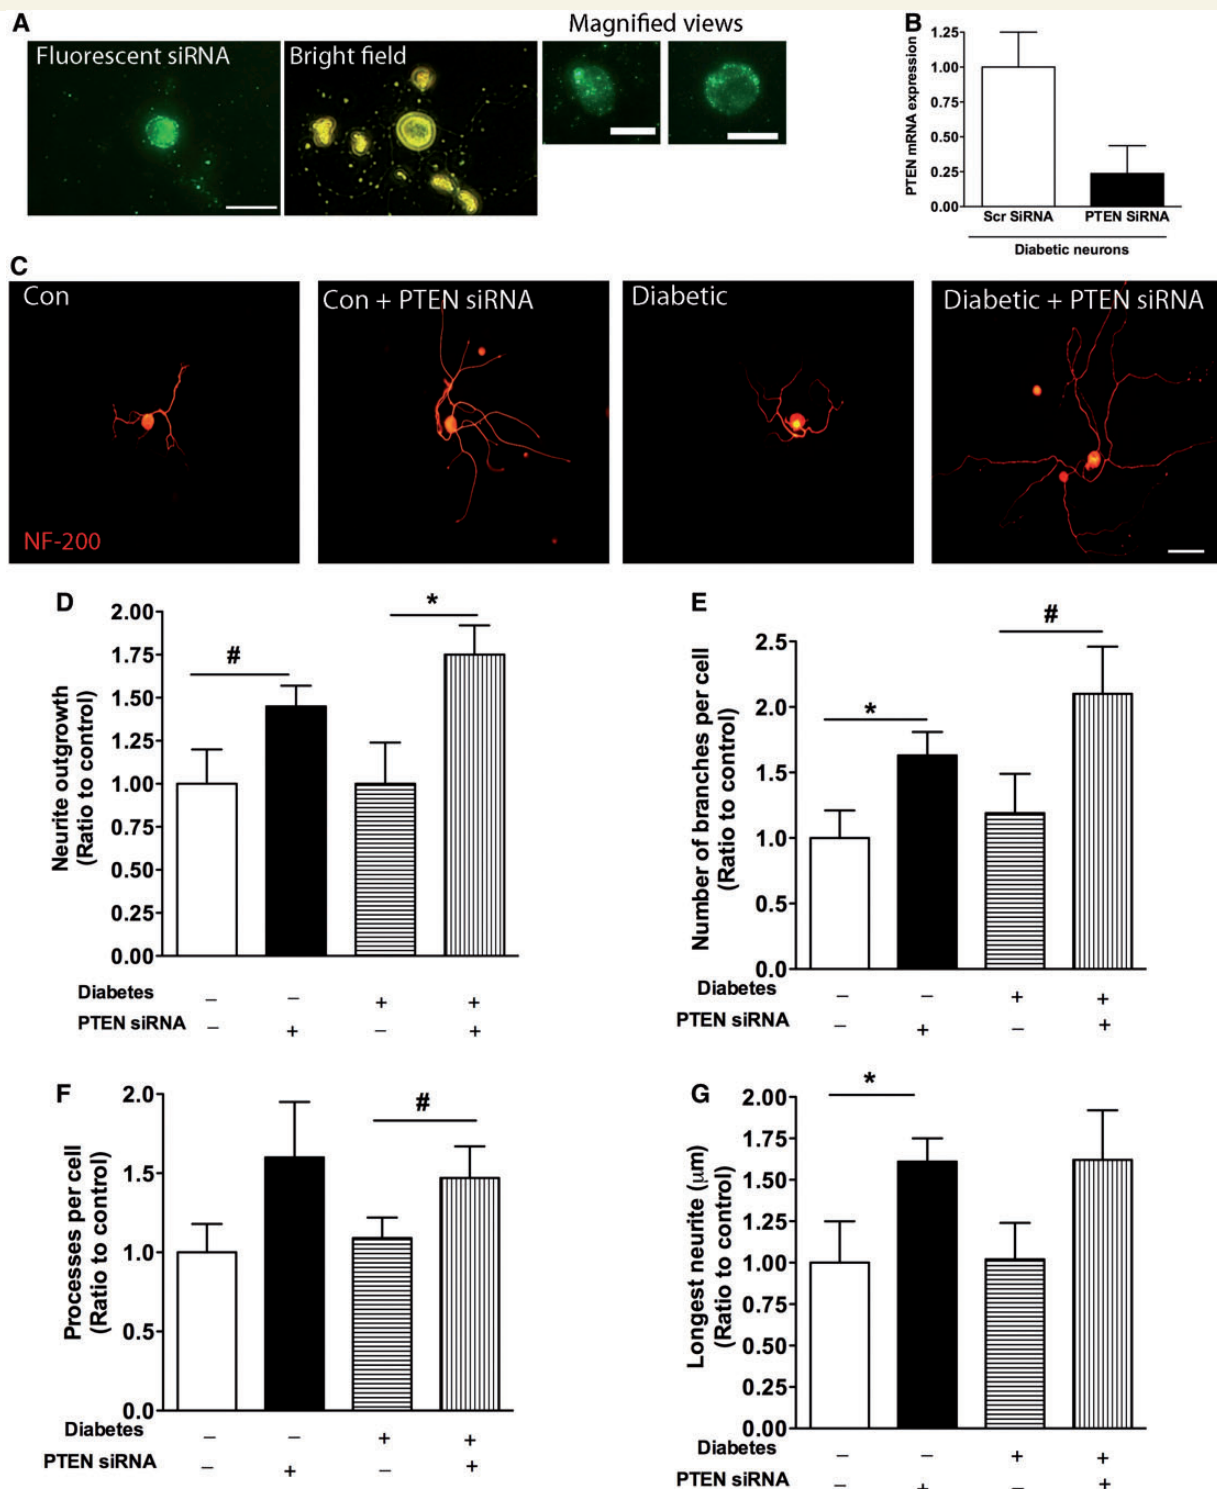 A
Fluorescent siRNA
Bright field
Magnified views
B
PTEN mRNA expression
1.25
1.00
0.75
0.50
0.25
0.00
Scr SiRNA PTEN SiRNA
Diabetic neurons
C
Con
Con + PTEN siRNA
Diabetic
Diabetic + PTEN siRNA
NF-200
D
Neurite outgrowth
(Ratio to control)
2.00
1.75
1.50
1.25
1.00
0.75
0.50
0.25
0.00
# *
Diabetes – – + +
PTEN siRNA – + – +
E
Number of branches per cell
(Ratio to control)
2.5
2.0
1.5
1.0
0.5
0.0
* #
Diabetes – – + +
PTEN siRNA – + – +
F
Processes per cell
(Ratio to control)
2.0
1.5
1.0
0.5
0.0
#
Diabetes – – + +
PTEN siRNA – + – +
G
Longest neurite (μm)
(Ratio to control)
2.00
1.75
1.50
1.25
1.00
0.75
0.50
0.25
0.00
*
Diabetes – – + +
PTEN siRNA – + – +